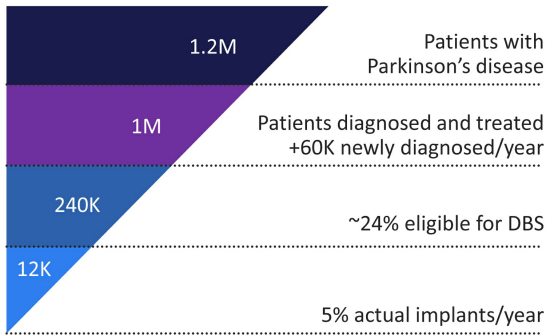 1.2M
Patients with
Parkinson's disease
1M
Patients diagnosed and treated
+60K newly diagnosed/year
240K
~24% eligible for DBS
12K
5% actual implants/year